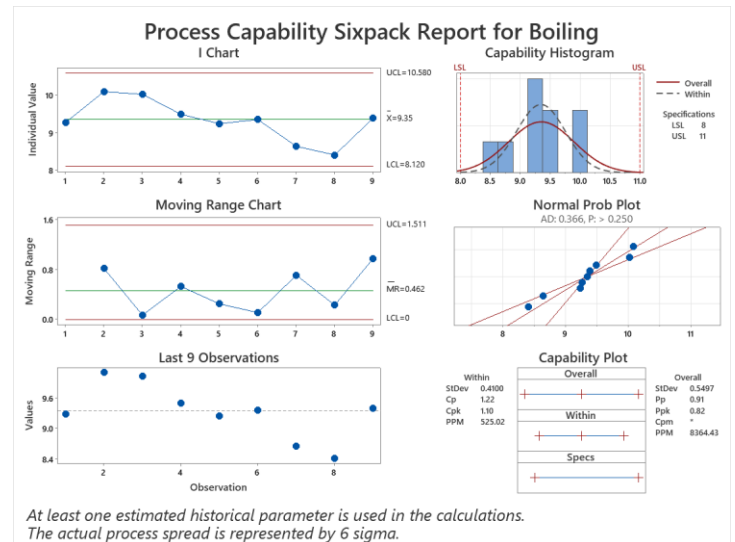 Process Capability Sixpack Report for Boiling
I Chart
Individual Value
10
9
8
1 2 3 4 5 6 7 8 9
UCL=10.580
_
X=9.35
LCL=8.120
Capability Histogram
LSL USL
8.0 8.5 9.0 9.5 10.0 10.5 11.0
Overall
Within
Specifications
LSL 8
USL 11
Moving Range Chart
Moving Range
1.6
0.8
0.0
1 2 3 4 5 6 7 8 9
UCL=1.511
__
MR=0.462
LCL=0
Normal Prob Plot
AD: 0.366, P: > 0.250
8 9 10 11
Last 9 Observations
Values
9.6
9.0
8.4
2 4 6 8
Observation
Capability Plot
Within
StDev 0.4100
Cp 1.22
Cpk 1.10
PPM 525.02
Overall
Within
Specs
Overall
StDev 0.5497
Pp 0.91
Ppk 0.82
Cpm *
PPM 8364.43
At least one estimated historical parameter is used in the calculations.
The actual process spread is represented by 6 sigma.